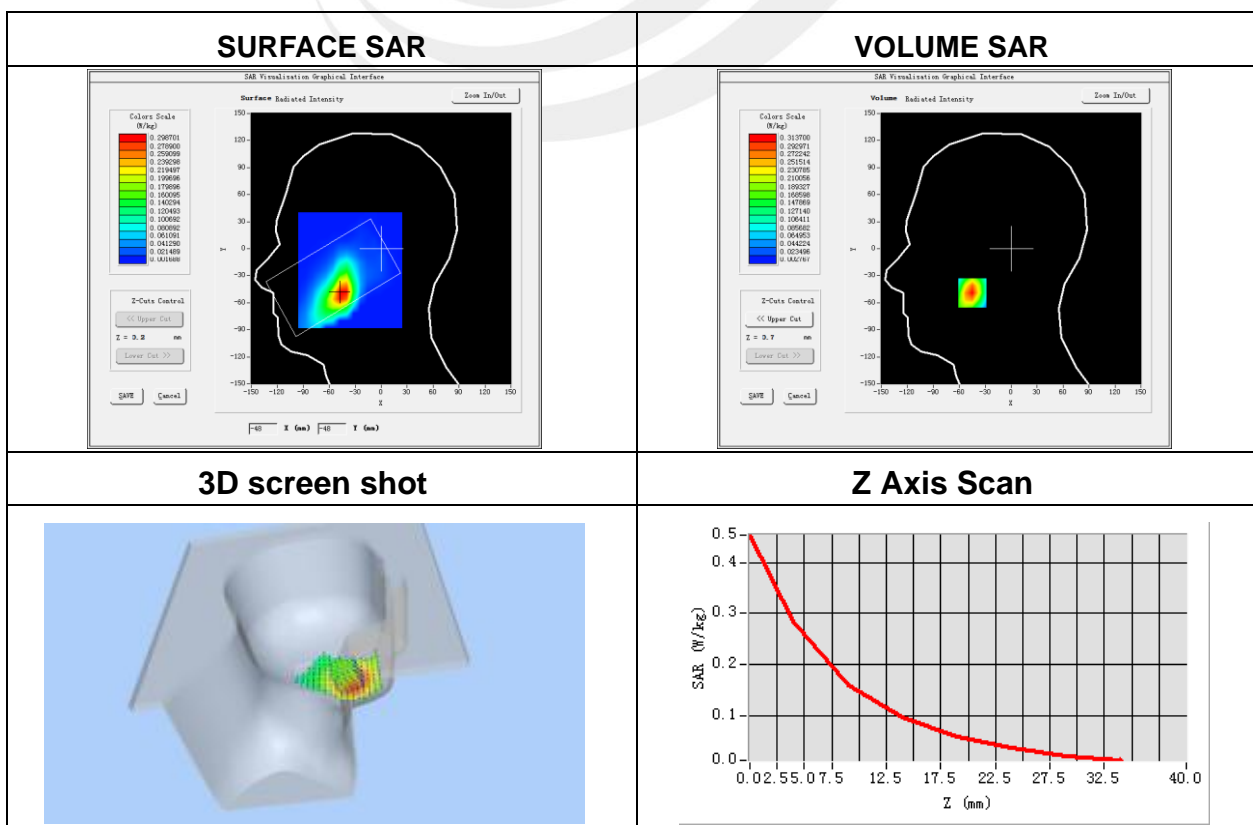 SURFACE SAR
VOLUME SAR
SAR Visualisation Graphical Interface
Surface Radiated Intensity
Zoom In/Out
Colors Scale
(W/kg)
0.298701
0.278900
0.259099
0.239298
0.219497
0.199696
0.179896
0.160095
0.140294
0.120493
0.100692
0.080892
0.061091
0.041290
0.021489
0.001688
Z-Cuts Control
<< Upper Cut
Z = 3.2 mm
Lower Cut >>
SAVE Cancel
150
120
90
60
30
0
-30
-60
-90
-120
-150
Y
-150 -120 -90 -60 -30 0 30 60 90 120 150
X
-48 X (mm) -48 Y (mm)
SAR Visualisation Graphical Interface
Volume Radiated Intensity
Zoom In/Out
Colors Scale
(W/kg)
0.313700
0.292971
0.272242
0.251514
0.230785
0.210056
0.189327
0.168598
0.147869
0.127140
0.106411
0.085682
0.064953
0.044224
0.023496
0.002767
Z-Cuts Control
<< Upper Cut
Z = 3.7 mm
Lower Cut >>
SAVE Cancel
150
120
90
60
30
0
-30
-60
-90
-120
-150
Y
-150 -120 -90 -60 -30 0 30 60 90 120 150
X
3D screen shot
Z Axis Scan
0.5
0.4
0.3
0.2
0.1
0.0
SAR (W/kg)
0.0 2.5 5.0 7.5 12.5 17.5 22.5 27.5 32.5 40.0
Z (mm)